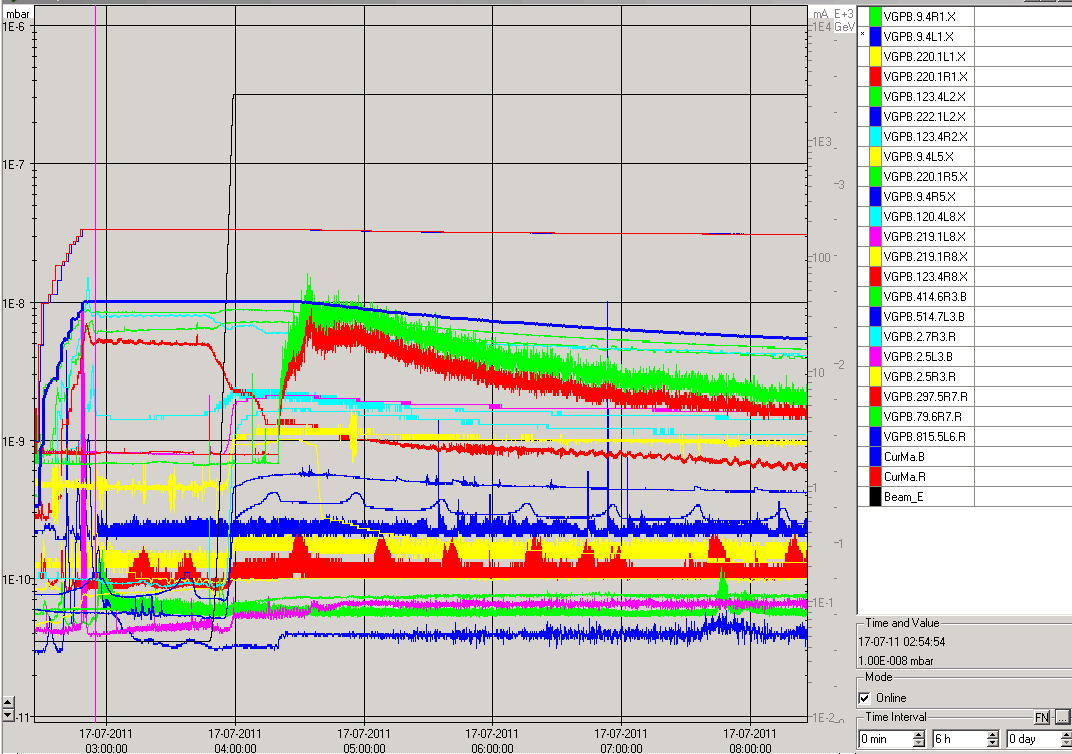 mbar
mA E+3
GeV
1E-6
1E4
1E-7
1E3
3
100
1E-8
2
10
1E-9
1
1
1E-10
1E-1
-11
1E-2
0
17-07-2011
03:00:00
17-07-2011
04:00:00
17-07-2011
05:00:00
17-07-2011
06:00:00
17-07-2011
07:00:00
17-07-2011
08:00:00
VGPB.9.4R1.X
* VGPB.9.4L1.X
VGPB.220.1L1.X
VGPB.220.1R1.X
VGPB.123.4L2.X
VGPB.222.1L2.X
VGPB.123.4R2.X
VGPB.9.4L5.X
VGPB.220.1R5.X
VGPB.9.4R5.X
VGPB.120.4L8.X
VGPB.219.1L8.X
VGPB.219.1R8.X
VGPB.123.4R8.X
VGPB.414.6R3.B
VGPB.514.7L3.B
VGPB.2.7R3.R
VGPB.2.5L3.B
VGPB.2.5R3.R
VGPB.297.5R7.R
VGPB.79.6R7.R
VGPB.815.5L6.R
CurMa.B
CurMa.R
Beam_E
Time and Value
17-07-11 02:54:54
1.00E-008 mbar
Mode
Online
Time Interval
FN ...
0 min 6 h 0 day